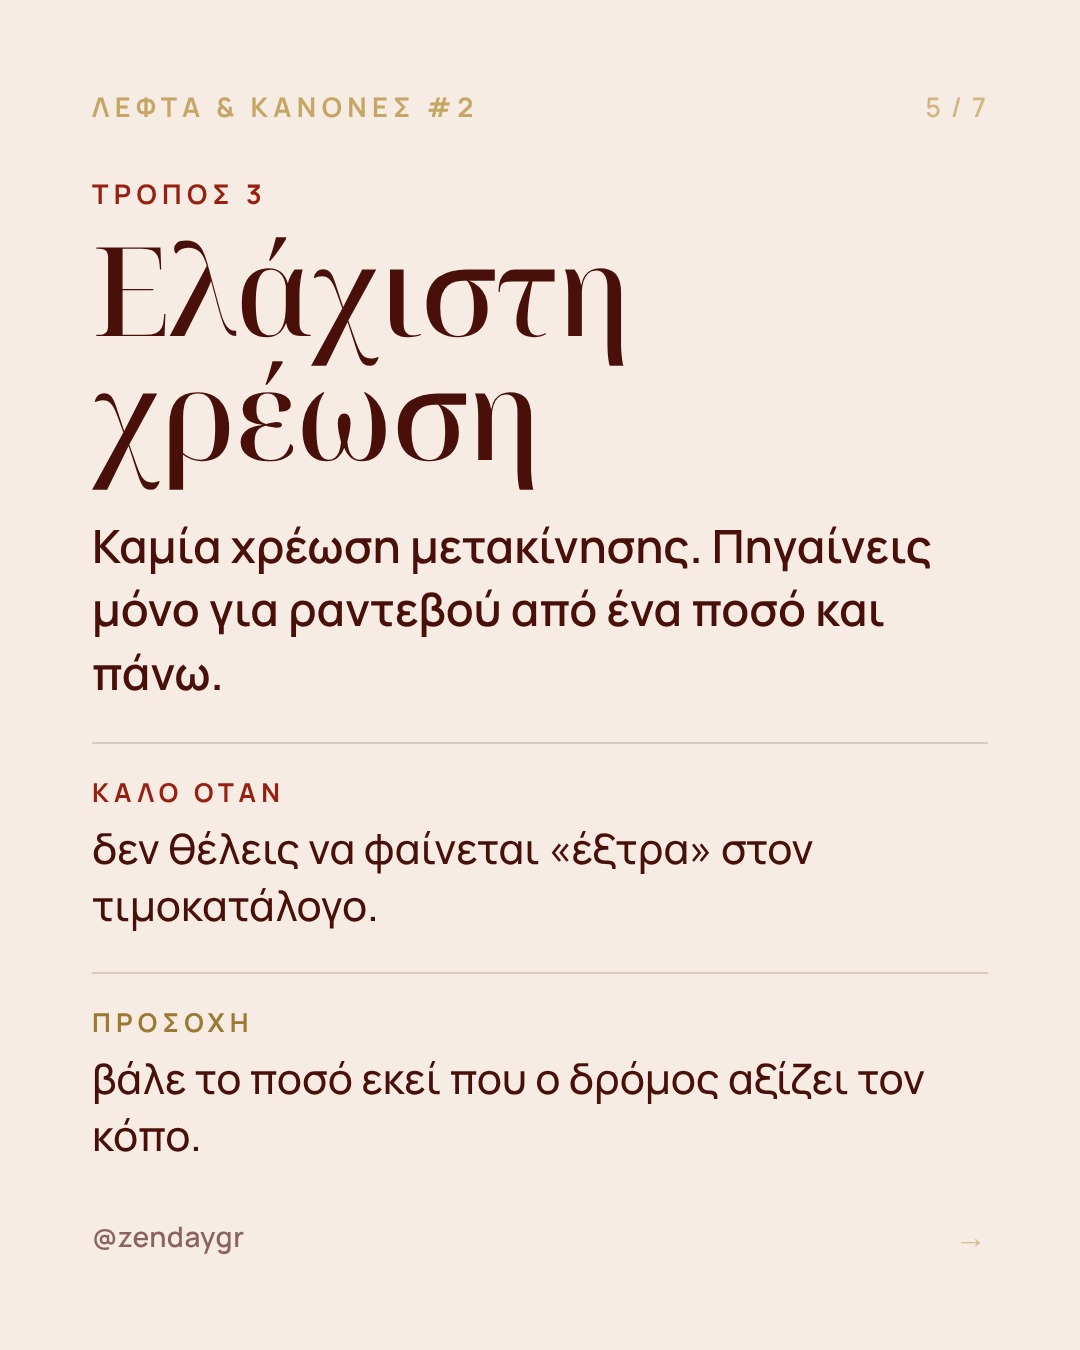 ΛΕΦΤΑ & ΚΑΝΟΝΕΣ #2
5 / 7
ΤΡΟΠΟΣ 3
Ελάχιστη
χρέωση
Καμία χρέωση μετακίνησης. Πηγαίνεις
μόνο για ραντεβού από ένα ποσό και
πάνω.
ΚΑΛΟ ΟΤΑΝ
δεν θέλεις να φαίνεται «έξτρα» στον
τιμοκατάλογο.
ΠΡΟΣΟΧΗ
βάλε το ποσό εκεί που ο δρόμος αξίζει τον
κόπο.
@zendaygr
→